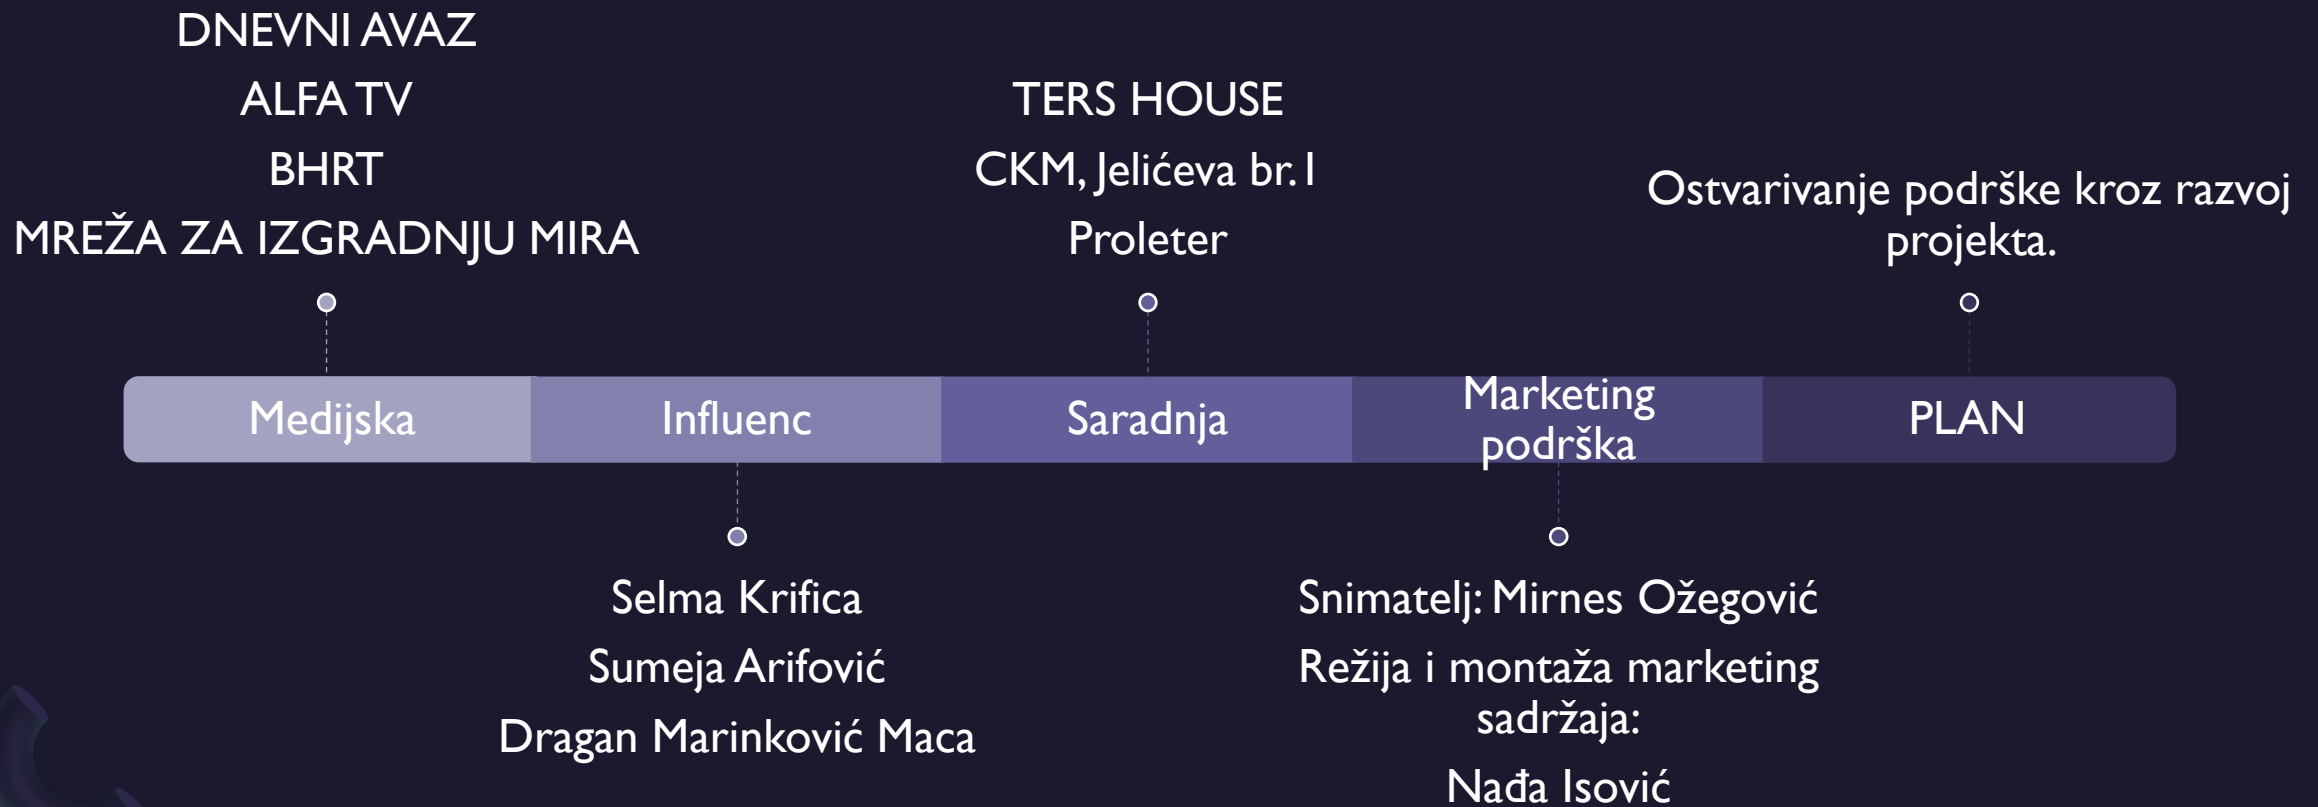 DNEVNI AVAZ
ALFA TV
BHRT
MREŽA ZA IZGRADNJU MIRA
TERS HOUSE
CKM, Jelićeva br.1
Proleter
Ostvarivanje podrške kroz razvoj
projekta.
Medijska
Influenc
Saradnja
Marketing
podrška
PLAN
Selma Krifica
Sumeja Arifović
Dragan Marinković Maca
Snimatelj: Mirnes Ožegović
Režija i montaža marketing
sadržaja:
Nađa Isović